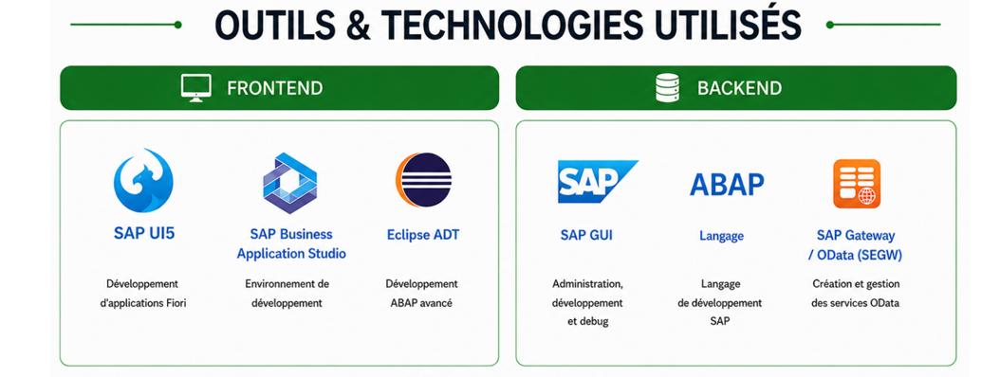 OUTILS & TECHNOLOGIES UTILISÉS
FRONTEND
SAP UI5
Développement
d'applications Fiori
SAP Business
Application Studio
Environnement de
développement
Eclipse ADT
Développement
ABAP avancé
BACKEND
SAP
SAP GUI
Administration,
développement
et debug
ABAP
Langage
Langage
de développement
SAP
SAP Gateway
/ OData (SEGW)
Création et gestion
des services OData